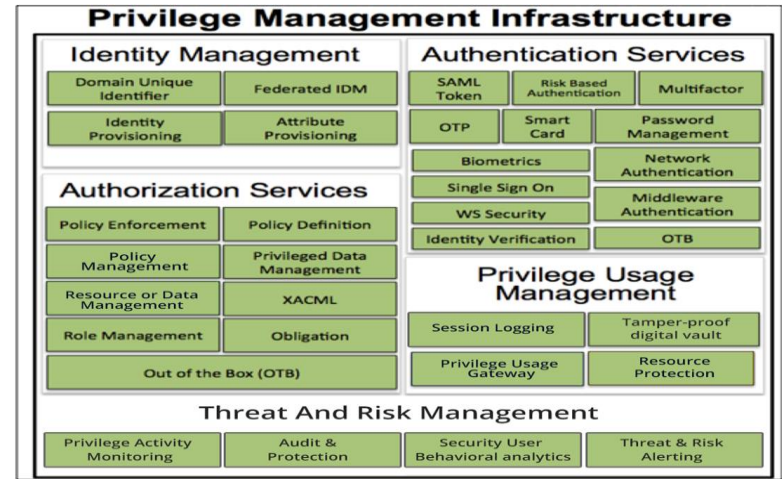 Privilege Management Infrastructure
Identity Management
Domain Unique
Identifier
Federated IDM
Identity
Provisioning
Attribute
Provisioning
Authentication Services
SAML
Token
Risk Based
Authentication
Multifactor
OTP
Smart
Card
Password
Management
Biometrics
Network
Authentication
Single Sign On
WS Security
Middleware
Authentication
Identity Verification
OTB
Authorization Services
Policy Enforcement
Policy Definition
Policy
Management
Privileged Data
Management
Resource or Data
Management
XACML
Role Management
Obligation
Out of the Box (OTB)
Privilege Usage
Management
Session Logging
Tamper-proof
digital vault
Privilege Usage
Gateway
Resource
Protection
Threat And Risk Management
Privilege Activity
Monitoring
Audit &
Protection
Security User
Behavioral analytics
Threat & Risk
Alerting